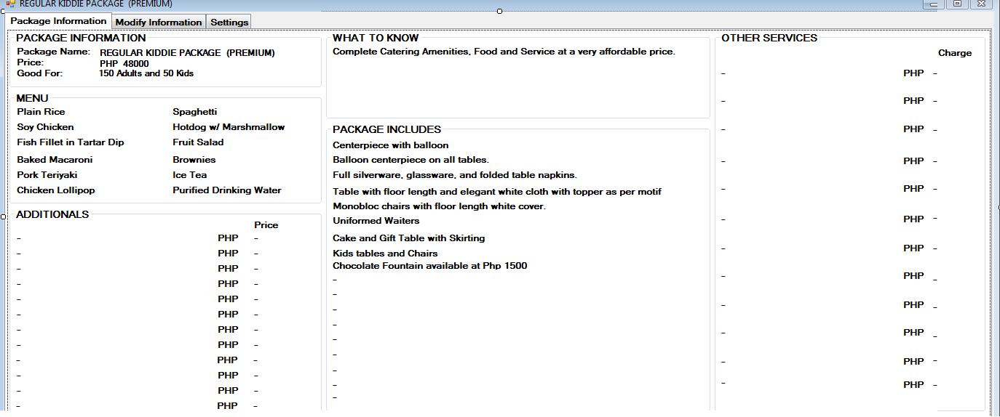 REGULAR KIDDIE PACKAGE (PREMIUM)
Package Information Modify Information Settings
PACKAGE INFORMATION
Package Name: REGULAR KIDDIE PACKAGE (PREMIUM)
Price: PHP 48000
Good For: 150 Adults and 50 Kids
MENU
Plain Rice Spaghetti
Soy Chicken Hotdog w/ Marshmallow
Fish Fillet in Tartar Dip Fruit Salad
Baked Macaroni Brownies
Pork Teriyaki Ice Tea
Chicken Lollipop Purified Drinking Water
ADDITIONALS
Price
- PHP -
- PHP -
- PHP -
- PHP -
- PHP -
- PHP -
- PHP -
- PHP -
- PHP -
- PHP -
- PHP -
- PHP -
WHAT TO KNOW
Complete Catering Amenities, Food and Service at a very affordable price.
PACKAGE INCLUDES
Centerpiece with balloon
Balloon centerpiece on all tables.
Full silverware, glassware, and folded table napkins.
Table with floor length and elegant white cloth with topper as per motif
Monobloc chairs with floor length white cover.
Uniformed Waiters
Cake and Gift Table with Skirting
Kids tables and Chairs
Chocolate Fountain available at Php 1500
-
-
-
-
-
-
-
-
-
OTHER SERVICES
Charge
- PHP -
- PHP -
- PHP -
- PHP -
- PHP -
- PHP -
- PHP -
- PHP -
- PHP -
- PHP -
- PHP -
- PHP -